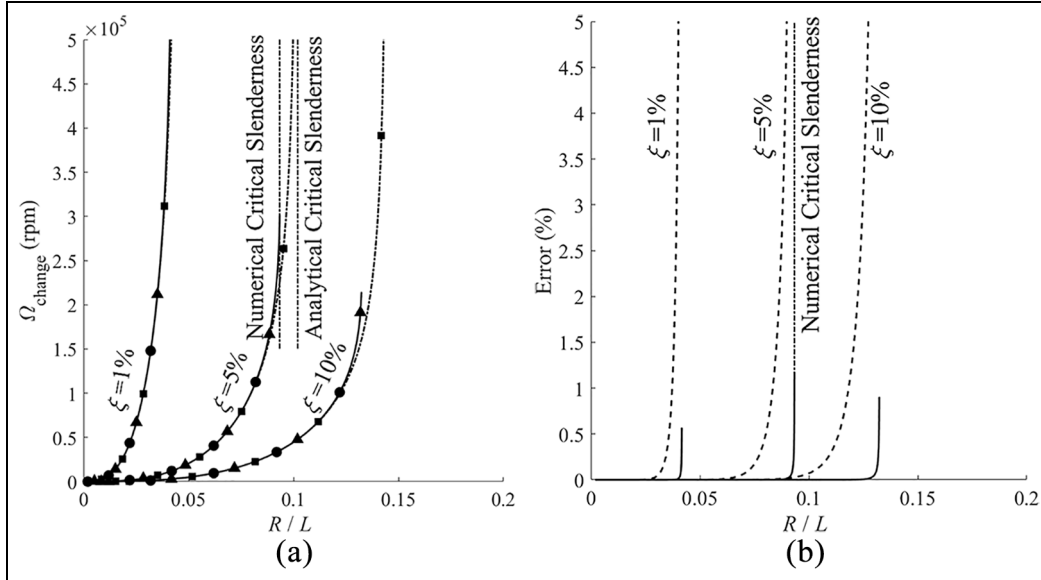 ×10⁵
5
4.5
4
3.5
3
2.5
2
1.5
1
0.5
0
Ω_change (rpm)
0
0.05
0.1
0.15
0.2
R / L
ξ=1%
ξ=5%
ξ=10%
Numerical Critical Slenderness
Analytical Critical Slenderness
(a)
5
4.5
4
3.5
3
2.5
2
1.5
1
0.5
0
Error (%)
0.05
0.1
0.15
0.2
R / L
ξ=1%
ξ=5%
Numerical Critical Slenderness
ξ=10%
(b)